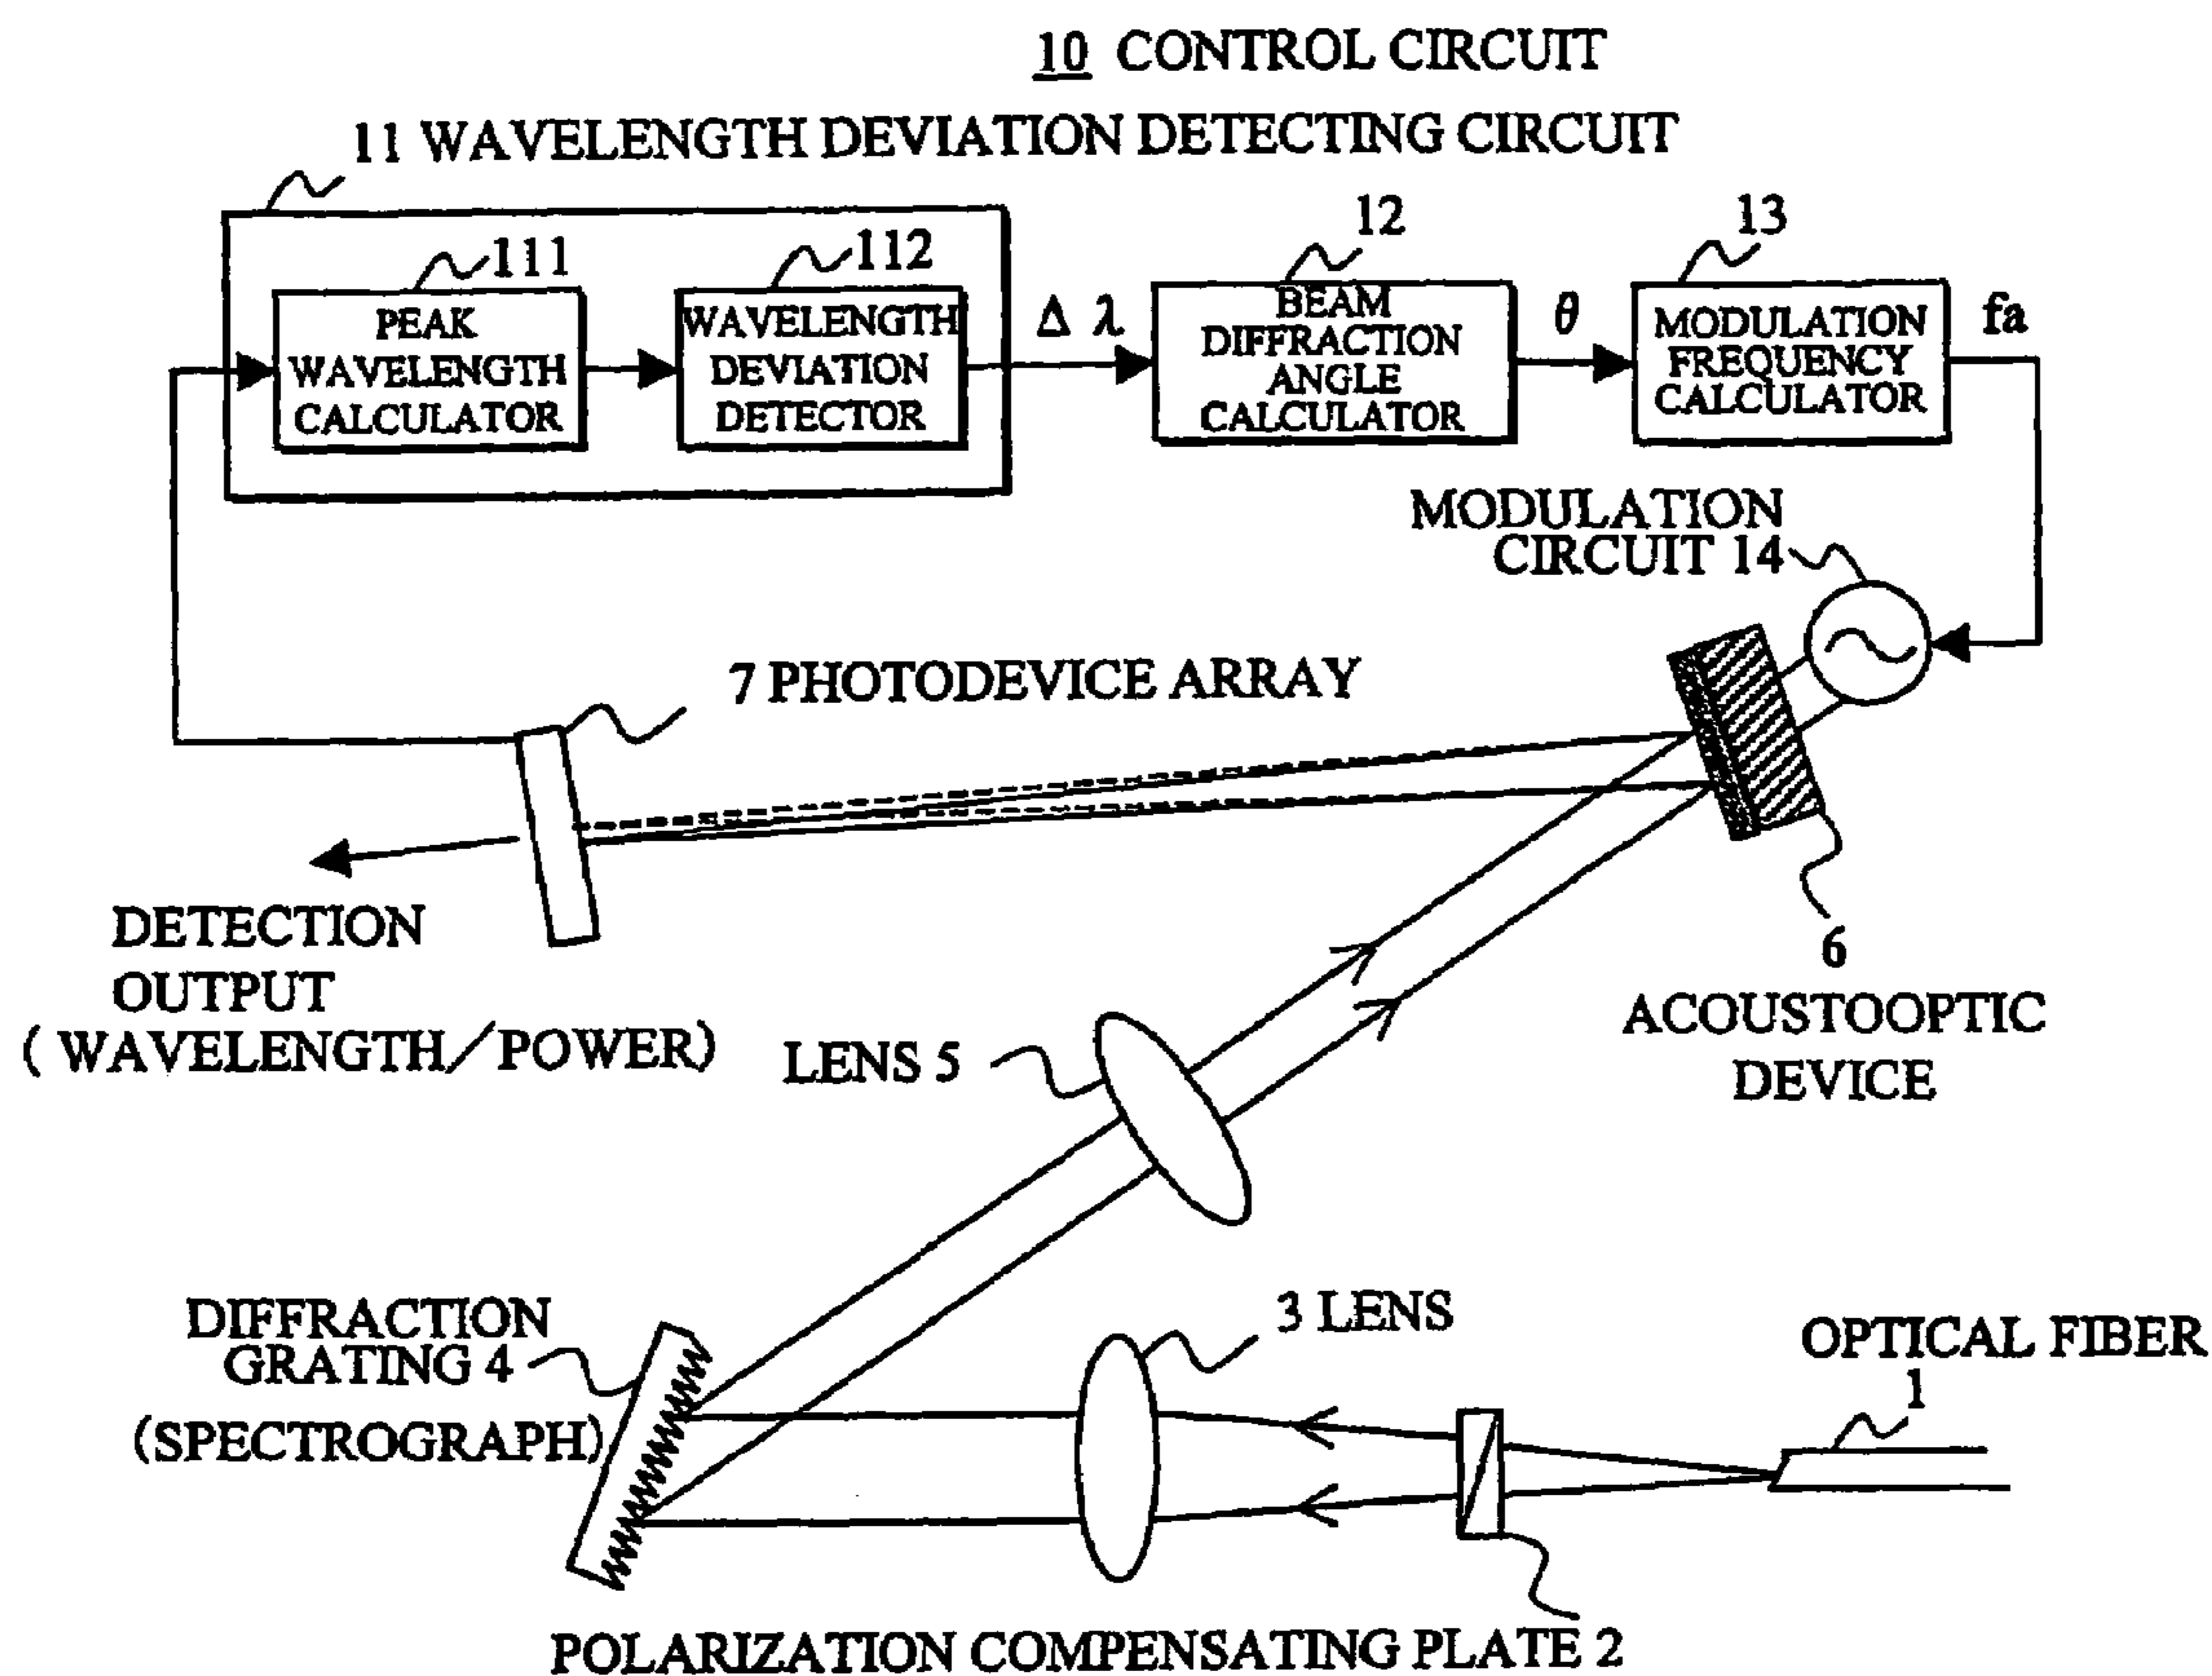 10 CONTROL CIRCUIT
11 WAVELENGTH DEVIATION DETECTING CIRCUIT
111
112
12
13
PEAK
WAVELENGTH
CALCULATOR
WAVELENGTH
DEVIATION
DETECTOR
Δ λ
BEAM
DIFFRACTION
ANGLE
CALCULATOR
θ
MODULATION
FREQUENCY
CALCULATOR
fa
MODULATION
CIRCUIT 14
7 PHOTODEVICE ARRAY
DETECTION
OUTPUT
( WAVELENGTH/POWER)
6
ACOUSTOOPTIC
DEVICE
LENS 5
DIFFRACTION
GRATING 4
(SPECTROGRAPH)
3 LENS
OPTICAL FIBER
1
POLARIZATION COMPENSATING PLATE 2